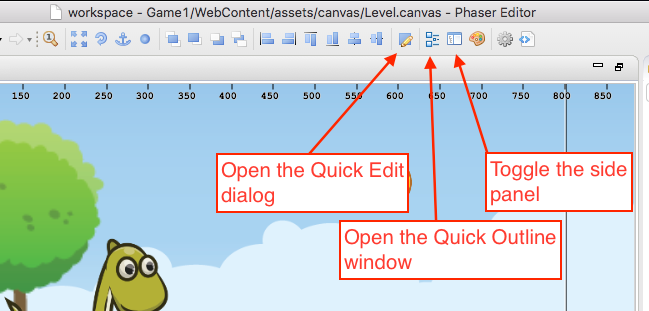 workspace - Game1/WebContent/assets/canvas/Level.canvas - Phaser Editor
150 200 250 300 350 400 450 500 550 600 650 700 750 800 850
Open the Quick Edit
dialog
Toggle the side
panel
Open the Quick Outline
window